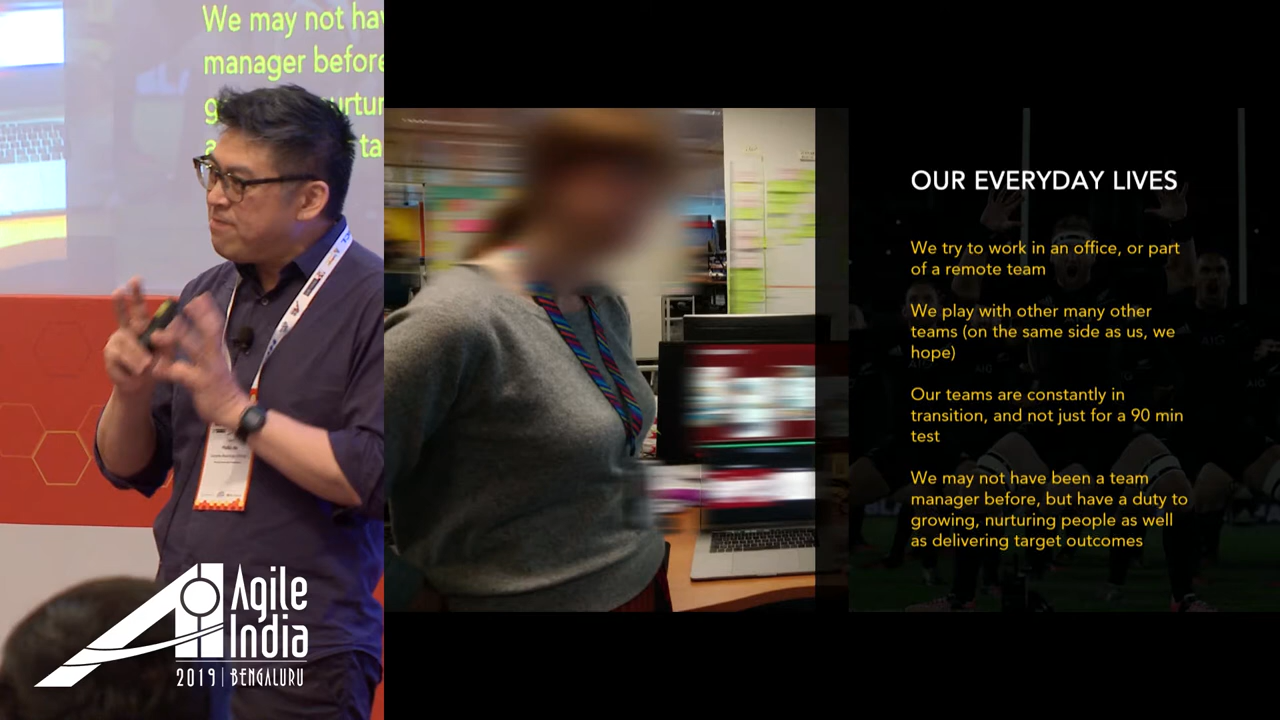 We may not hav
manager before
OUR EVERYDAY LIVES
We try to work in an office, or part
of a remote team
We play with other many other
teams (on the same side as us, we
hope)
Our teams are constantly in
transition, and not just for a 90 min
test
We may not have been a team
manager before, but have a duty to
growing, nurturing people as well
as delivering target outcomes
AIG
AIG
Agile
India
2019 | BENGALURU